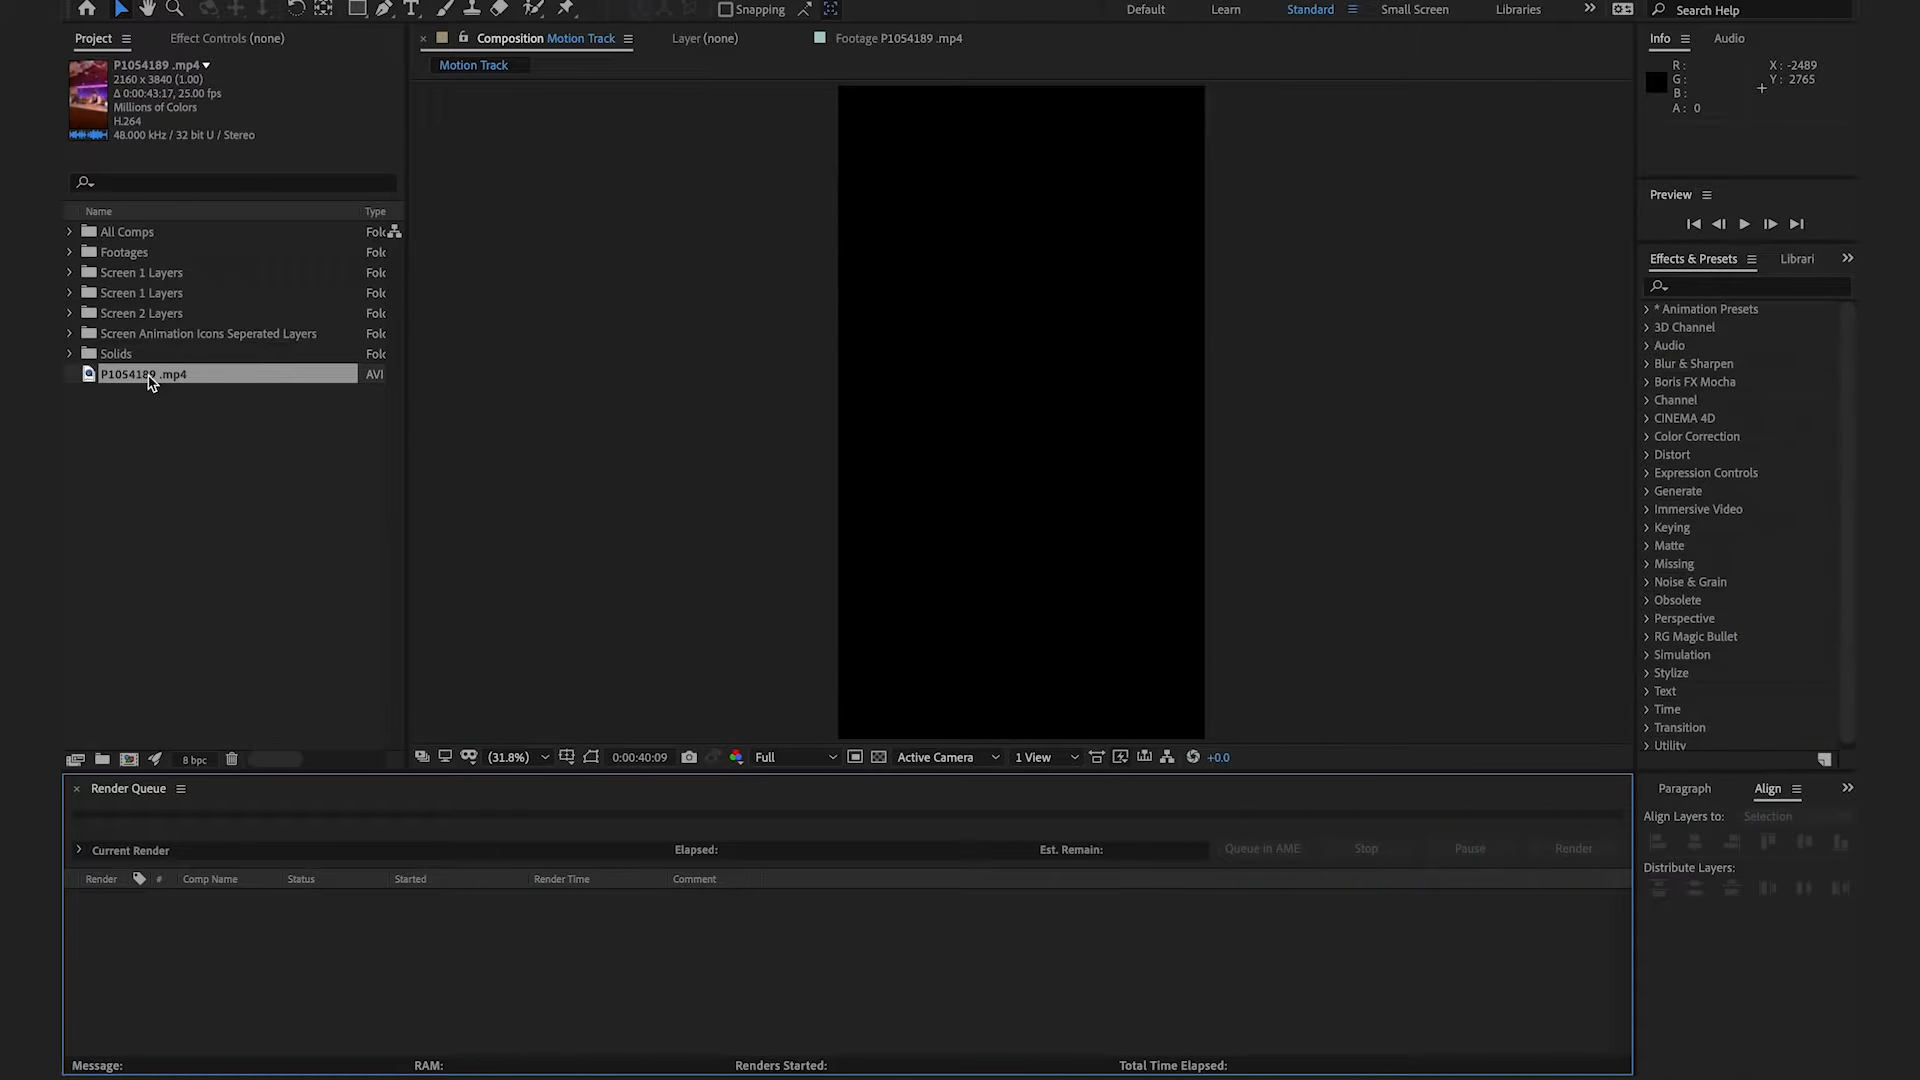 Snapping
Default
Learn
Standard
Small Screen
Libraries
Search Help
Project
Effect Controls (none)
Composition Motion Track
Layer (none)
Footage P1054189 .mp4
Info
Audio
Motion Track
P1054189 .mp4
2160 x 3840 (1.00)
Δ 0:00:43:17, 25.00 fps
Millions of Colors
H.264
48.000 kHz / 32 bit U / Stereo
R :
G :
B :
A : 0
X : -2489
Y : 2765
Name
Type
All Comps
Footages
Screen 1 Layers
Screen 1 Layers
Screen 2 Layers
Screen Animation Icons Seperated Layers
Solids
P1054189 .mp4
AVI
Preview
Effects & Presets
Librari
* Animation Presets
3D Channel
Audio
Blur & Sharpen
Boris FX Mocha
Channel
CINEMA 4D
Color Correction
Distort
Expression Controls
Generate
Immersive Video
Keying
Matte
Missing
Noise & Grain
Obsolete
Perspective
RG Magic Bullet
Simulation
Stylize
Text
Time
Transition
Utility
8 bpc
(31.8%)
0:00:40:09
Full
Active Camera
1 View
+0.0
Render Queue
Current Render
Elapsed:
Est. Remain:
Queue in AME
Stop
Pause
Render
Render
#
Comp Name
Status
Started
Render Time
Comment
Message:
RAM:
Renders Started:
Total Time Elapsed:
Paragraph
Align
Align Layers to:
Selection
Distribute Layers: